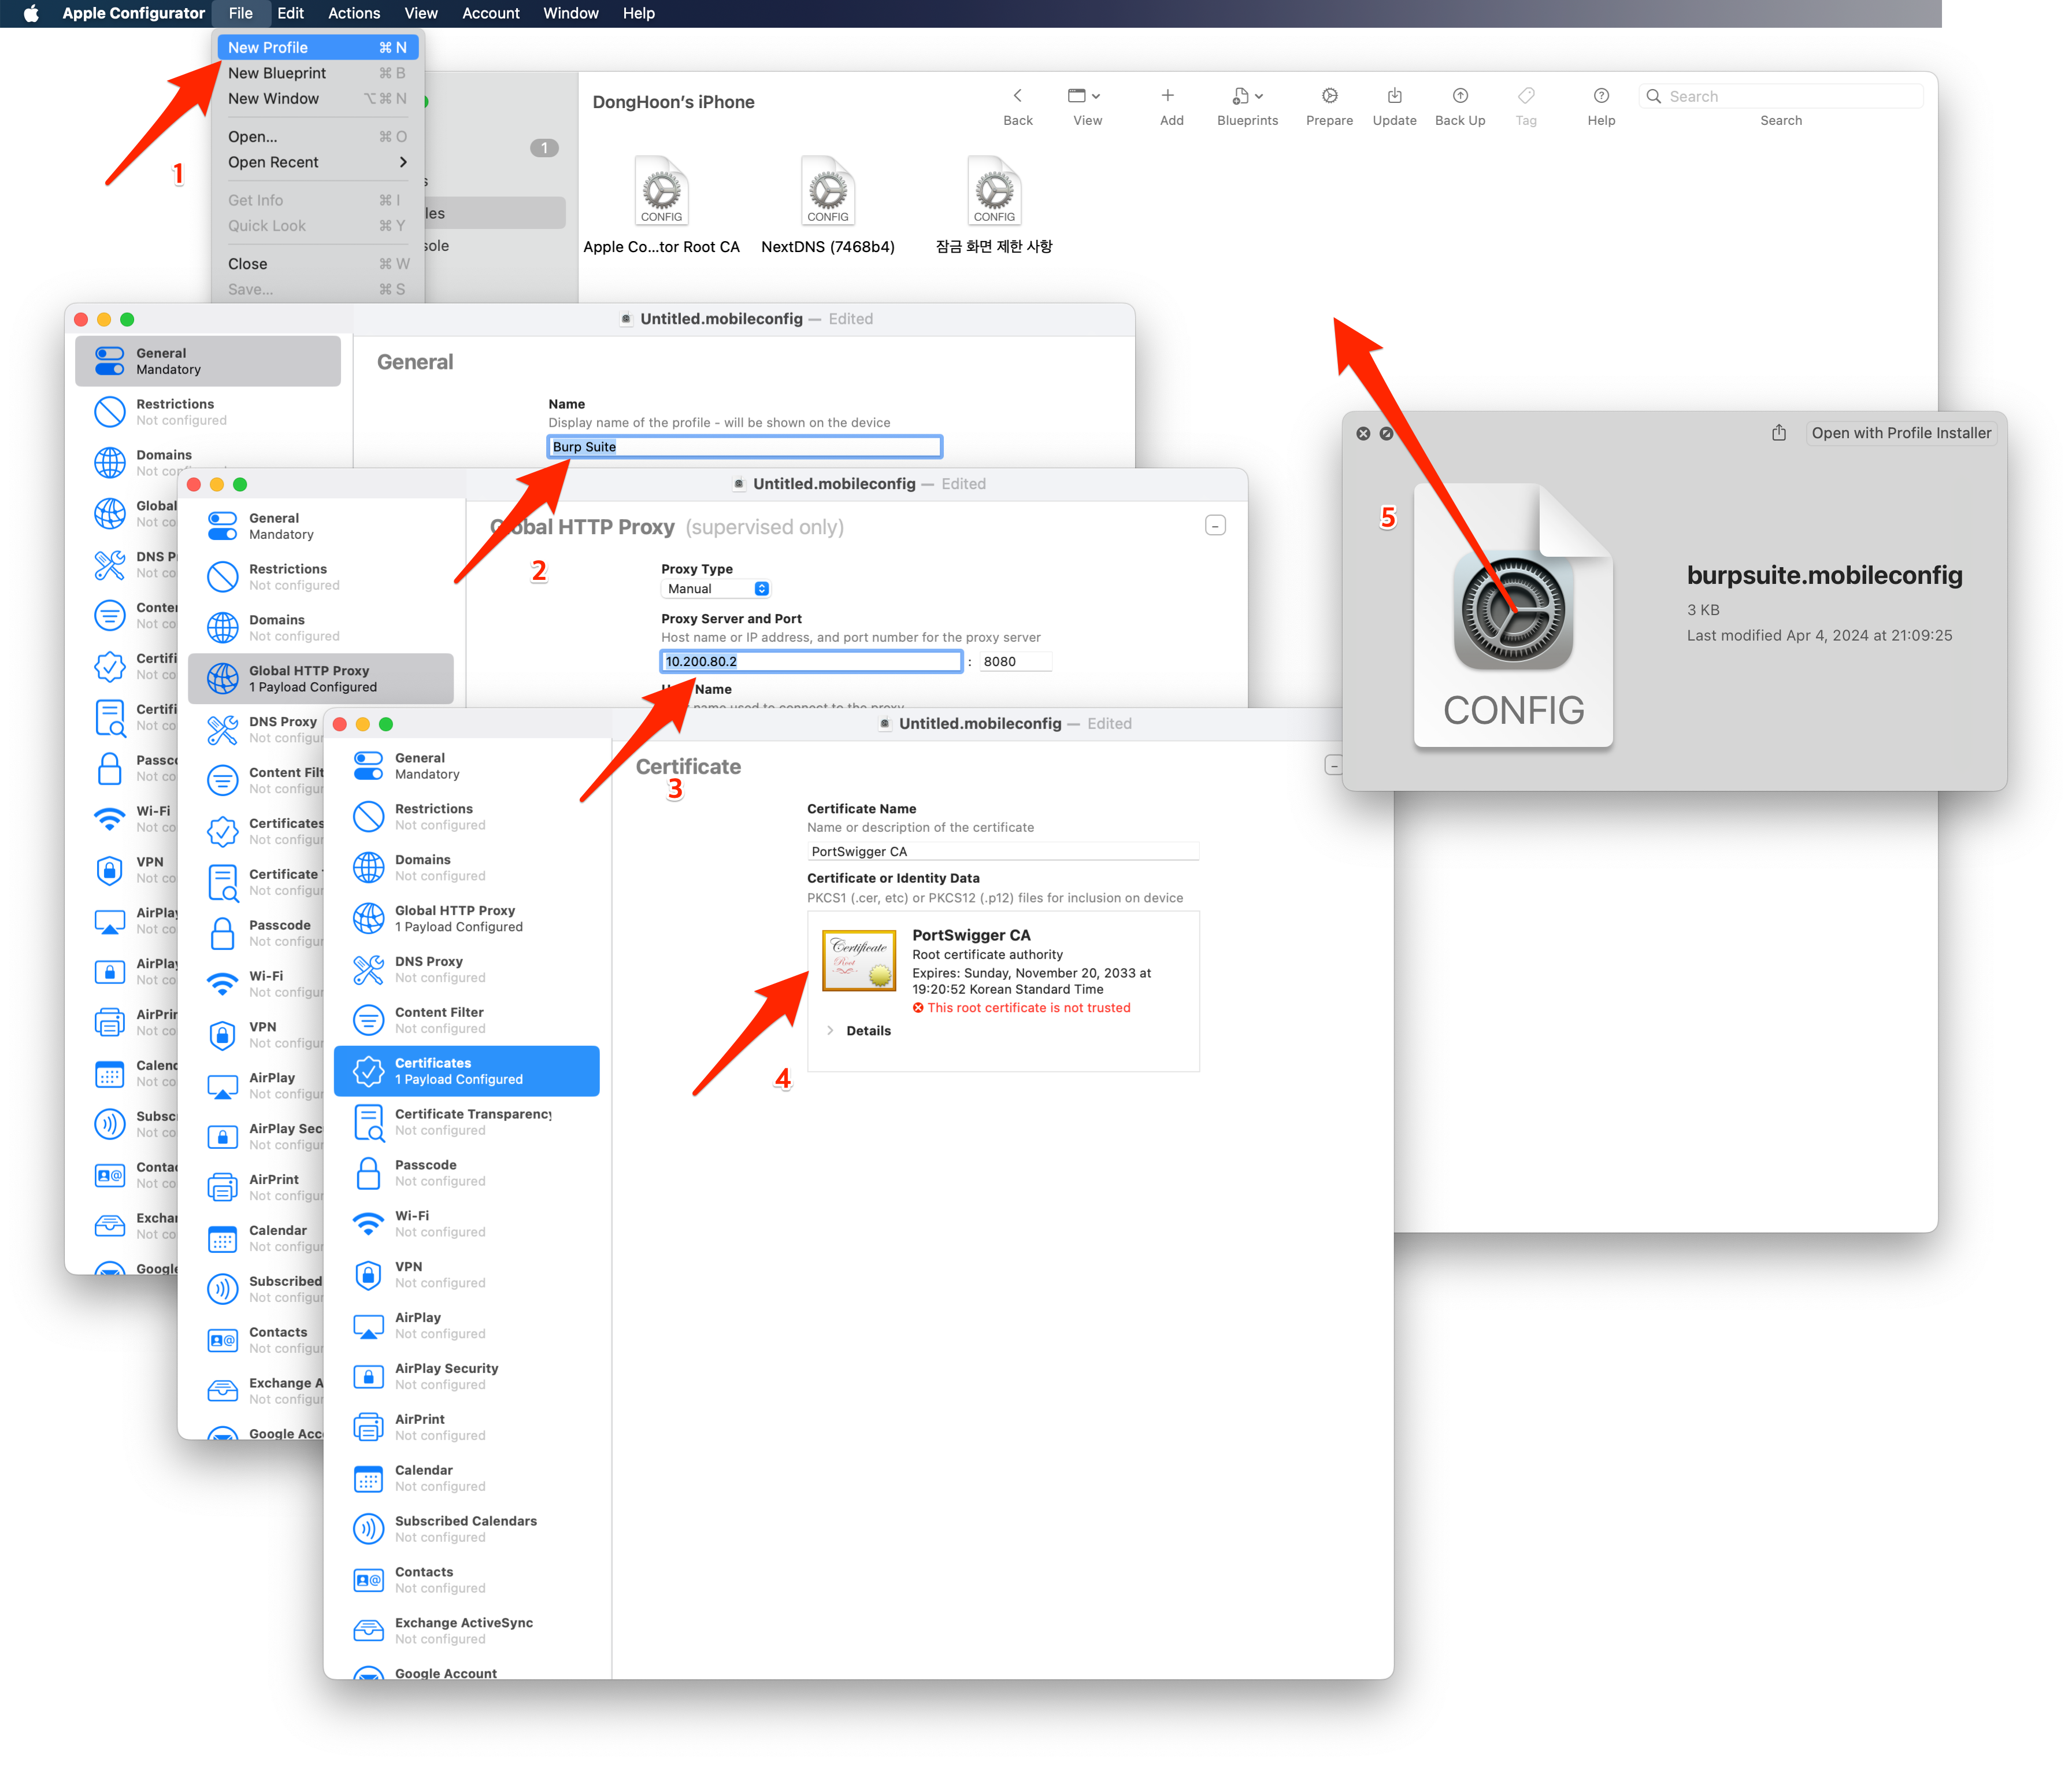 Apple Configurator File Edit Actions View Account Window Help
New Profile ⌘ N
New Blueprint ⌘ B
New Window ⌥⌘ N
Open... ⌘ O
Open Recent
Get Info ⌘ I
Quick Look ⌘ Y
Close ⌘ W
Save... ⌘ S
1
1
les
sole
DongHoon's iPhone
Back View Add Blueprints Prepare Update Back Up Tag Help Search
Search
CONFIG CONFIG CONFIG
Apple Co...tor Root CA NextDNS (7468b4) 잠금 화면 제한 사항
Untitled.mobileconfig — Edited
General
Mandatory
Restrictions
Not configured
Domains
Not co
Global
Not co
DNS P
Not co
Conte
Not co
Certifi
Not co
Certifi
Not co
Passco
Not co
Wi-Fi
Not co
VPN
Not co
AirPlay
Not co
AirPlay
Not co
AirPrin
Not co
Calend
Not co
Subsc
Not co
Contac
Not co
Exchan
Not co
Google
General
Name
Display name of the profile - will be shown on the device
Burp Suite
2
Untitled.mobileconfig — Edited
General
Mandatory
Restrictions
Not configured
Domains
Not configured
Global HTTP Proxy
1 Payload Configured
DNS Proxy
Not configur
Content Filt
Not configur
Certificates
Not configur
Certificate
Not configur
Passcode
Not configur
Wi-Fi
Not configur
VPN
Not configur
AirPlay
Not configur
AirPlay Sec
Not configur
AirPrint
Not configur
Calendar
Not configur
Subscribed
Not configur
Contacts
Not configur
Exchange A
Not configur
Google Acc
Global HTTP Proxy (supervised only)
Proxy Type
Manual
Proxy Server and Port
Host name or IP address, and port number for the proxy server
10.200.80.2 : 8080
Name
name used to connect to the proxy
3
Untitled.mobileconfig — Edited
General
Mandatory
Restrictions
Not configured
Domains
Not configured
Global HTTP Proxy
1 Payload Configured
DNS Proxy
Not configured
Content Filter
Not configured
Certificates
1 Payload Configured
Certificate Transparency
Not configured
Passcode
Not configured
Wi-Fi
Not configured
VPN
Not configured
AirPlay
Not configured
AirPlay Security
Not configured
AirPrint
Not configured
Calendar
Not configured
Subscribed Calendars
Not configured
Contacts
Not configured
Exchange ActiveSync
Not configured
Google Account
Certificate
Certificate Name
Name or description of the certificate
PortSwigger CA
Certificate or Identity Data
PKCS1 (.cer, etc) or PKCS12 (.p12) files for inclusion on device
Certificate
Root
PortSwigger CA
Root certificate authority
Expires: Sunday, November 20, 2033 at
19:20:52 Korean Standard Time
This root certificate is not trusted
Details
4
Open with Profile Installer
5
CONFIG
burpsuite.mobileconfig
3 KB
Last modified Apr 4, 2024 at 21:09:25